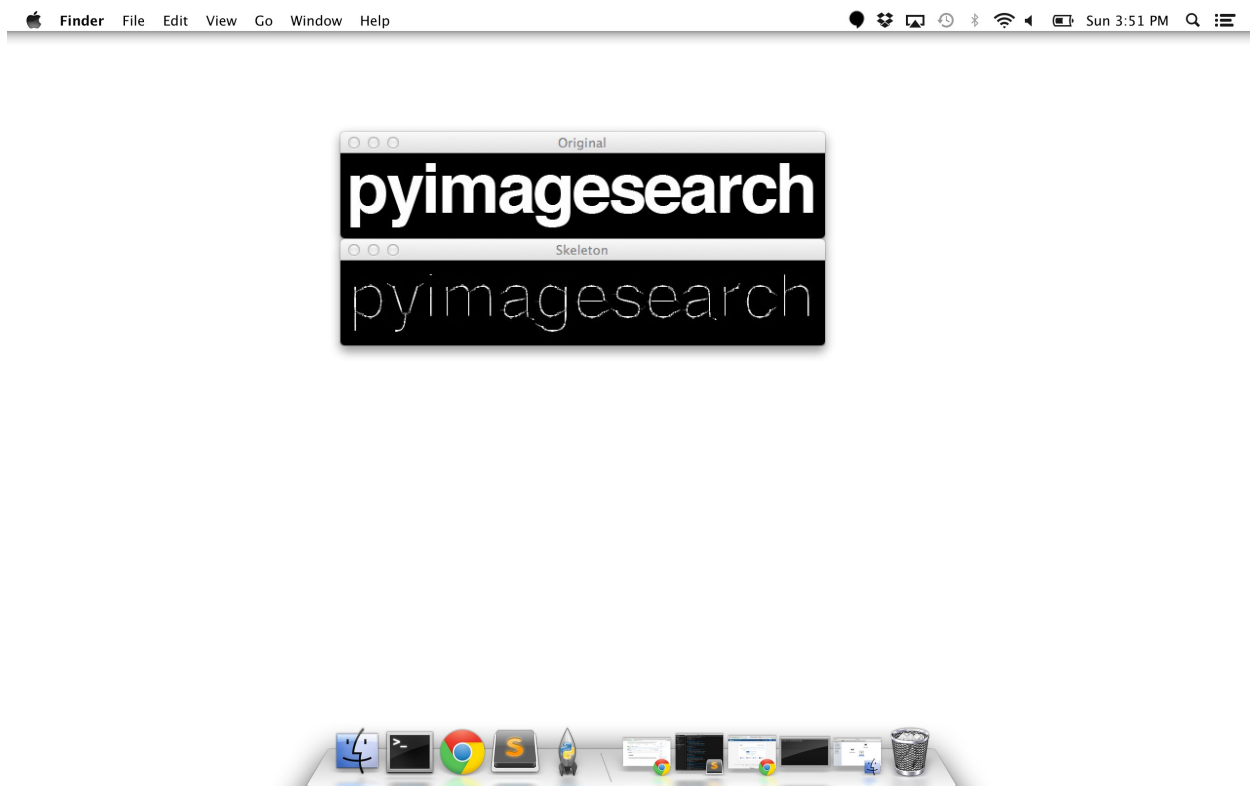 Finder File Edit View Go Window Help Sun 3:51 PM
Original
pyimagesearch
Skeleton
pyimagesearch
>_
S